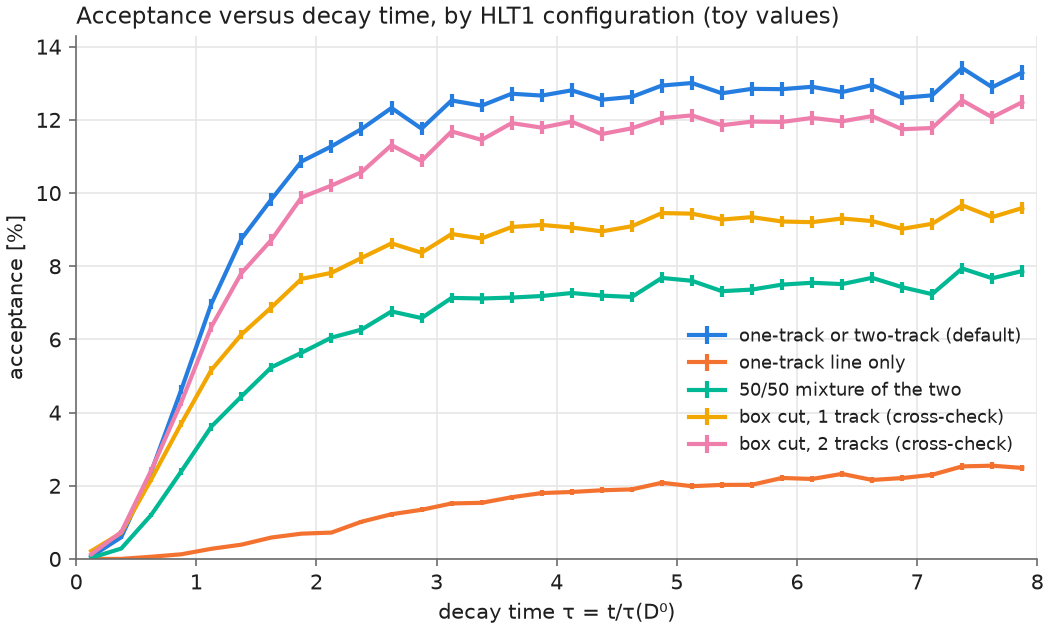 Acceptance versus decay time, by HLT1 configuration (toy values)
acceptance [%]
14
12
10
8
6
4
2
0
one-track or two-track (default)
one-track line only
50/50 mixture of the two
box cut, 1 track (cross-check)
box cut, 2 tracks (cross-check)
0 1 2 3 4 5 6 7 8
decay time τ = t/τ(D⁰)